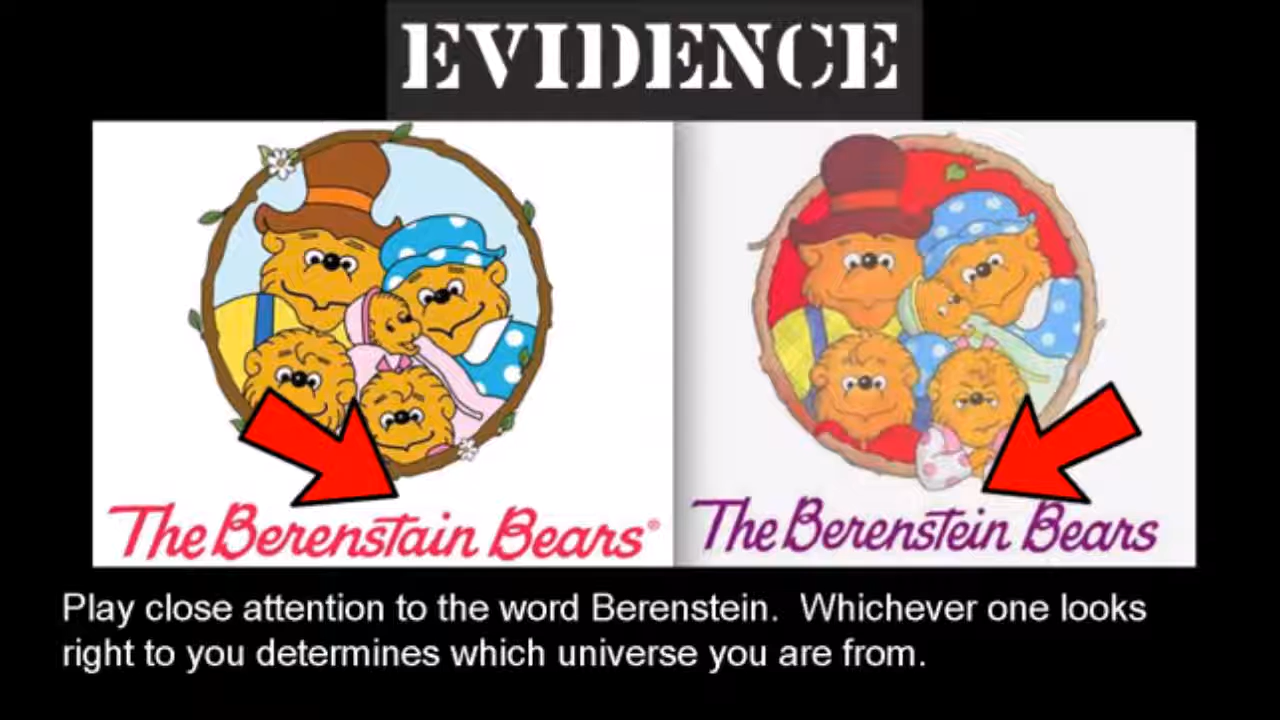 EVIDENCE
The Berenstain Bears®
The Berenstein Bears
Play close attention to the word Berenstein. Whichever one looks
right to you determines which universe you are from.